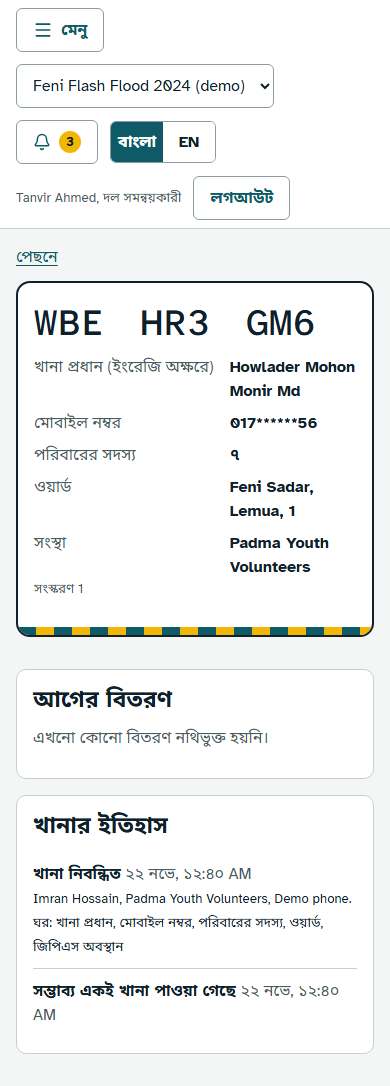 মেনু
Feni Flash Flood 2024 (demo)
3
বাংলা EN
Tanvir Ahmed, দল সমন্বয়কারী
লগআউট
পেছনে
WBE HR3 GM6
খানা প্রধান (ইংরেজি অক্ষরে) Howlader Mohon
Monir Md
মোবাইল নম্বর 017******56
পরিবারের সদস্য ৭
ওয়ার্ড Feni Sadar,
Lemua, 1
সংস্থা Padma Youth
Volunteers
সংস্করণ 1
আগের বিতরণ
এখনো কোনো বিতরণ নথিভুক্ত হয়নি।
খানার ইতিহাস
খানা নিবন্ধিত ২২ নভে, ১২:৪০ AM
Imran Hossain, Padma Youth Volunteers, Demo phone.
ঘর: খানা প্রধান, মোবাইল নম্বর, পরিবারের সদস্য, ওয়ার্ড,
জিপিএস অবস্থান
সম্ভাব্য একই খানা পাওয়া গেছে ২২ নভে, ১২:৪০
AM